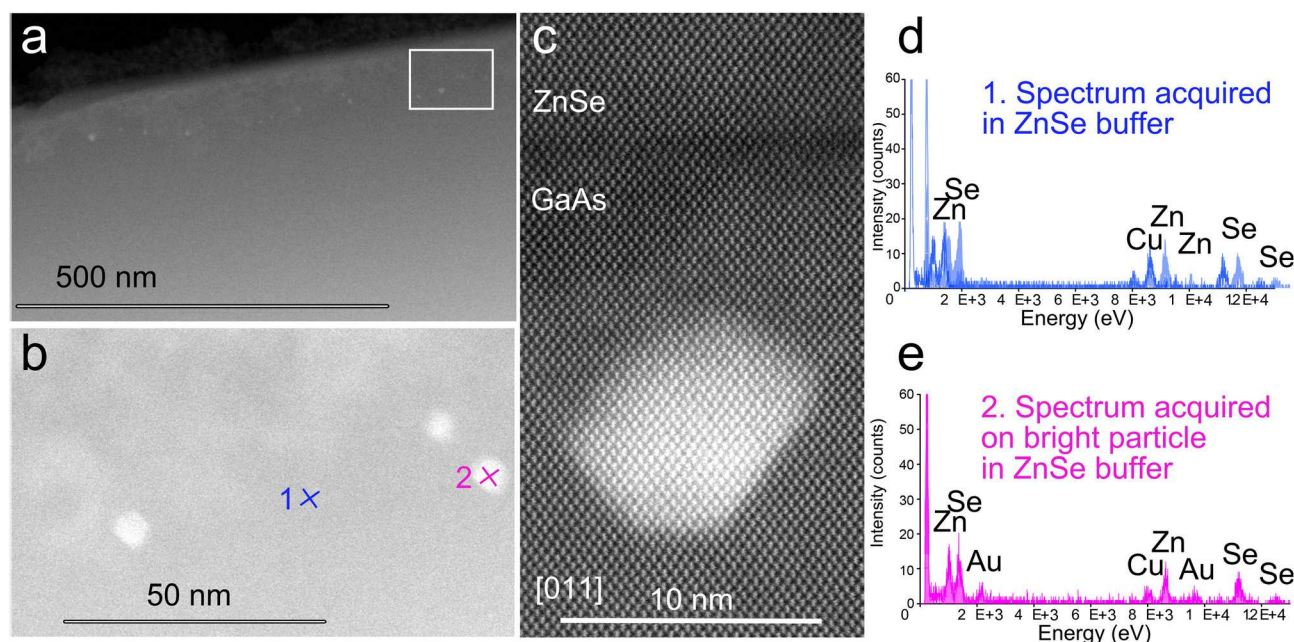 a
500 nm
b
1
2
50 nm
c
ZnSe
GaAs
[011]
10 nm
d
1. Spectrum acquired
in ZnSe buffer
60
50
40
30
20
10
0
Intensity (counts)
Se
Zn
Zn
Cu
Zn
Se
Se
0 2 E+3 4 E+3 6 E+3 8 E+3 1 E+4 12 E+4
Energy (eV)
e
2. Spectrum acquired
on bright particle
in ZnSe buffer
60
50
40
30
20
10
0
Intensity (counts)
Se
Zn
Au
Zn
Cu
Au
Se
Se
0 2 E+3 4 E+3 6 E+3 8 E+3 1 E+4 12 E+4
Energy (eV)